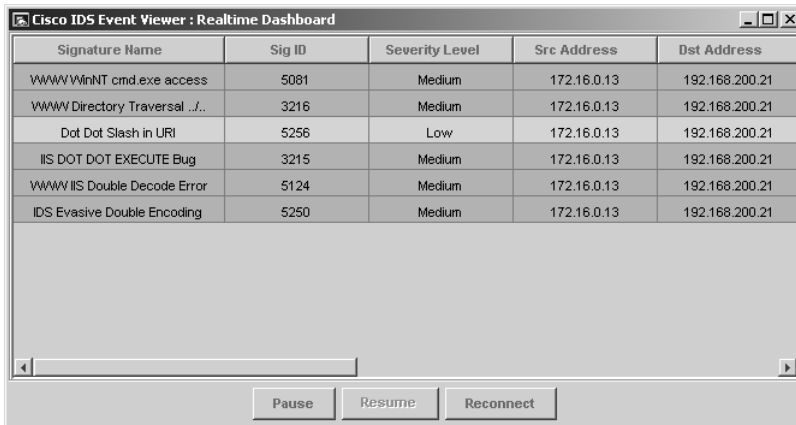 Cisco IDS Event Viewer : Realtime Dashboard
Signature Name Sig ID Severity Level Src Address Dst Address
WWW WinNT cmd.exe access 5081 Medium 172.16.0.13 192.168.200.21
WWW Directory Traversal ../.. 3216 Medium 172.16.0.13 192.168.200.21
Dot Dot Slash in URI 5256 Low 172.16.0.13 192.168.200.21
IIS DOT DOT EXECUTE Bug 3215 Medium 172.16.0.13 192.168.200.21
WWW IIS Double Decode Error 5124 Medium 172.16.0.13 192.168.200.21
IDS Evasive Double Encoding 5250 Medium 172.16.0.13 192.168.200.21
Pause Resume Reconnect